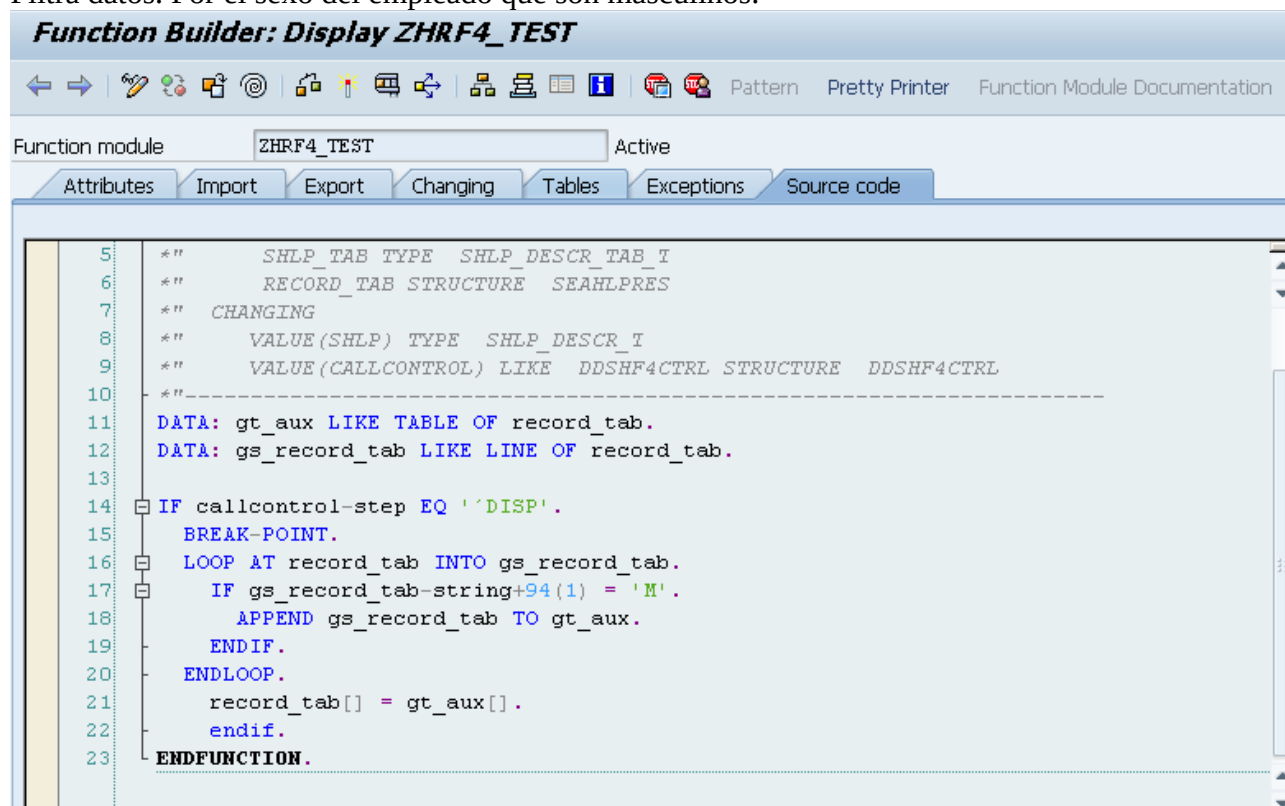 Filtra datos. Por el sexo del empleado que son masculinos.
Function Builder: Display ZHRF4_TEST
Pattern Pretty Printer Function Module Documentation
Function module ZHRF4_TEST Active
Attributes Import Export Changing Tables Exceptions Source code
5 *" SHLP_TAB TYPE SHLP_DESCR_TAB_T
6 *" RECORD_TAB STRUCTURE SEAHLPRES
7 *" CHANGING
8 *" VALUE(SHLP) TYPE SHLP_DESCR_T
9 *" VALUE(CALLCONTROL) LIKE DDSHF4CTRL STRUCTURE DDSHF4CTRL
10 *"----------------------------------------------------------------------
11 DATA: gt_aux LIKE TABLE OF record_tab.
12 DATA: gs_record_tab LIKE LINE OF record_tab.
13
14 IF callcontrol-step EQ '´DISP'.
15 BREAK-POINT.
16 LOOP AT record_tab INTO gs_record_tab.
17 IF gs_record_tab-string+94(1) = 'M'.
18 APPEND gs_record_tab TO gt_aux.
19 ENDIF.
20 ENDLOOP.
21 record_tab[] = gt_aux[].
22 endif.
23 ENDFUNCTION.